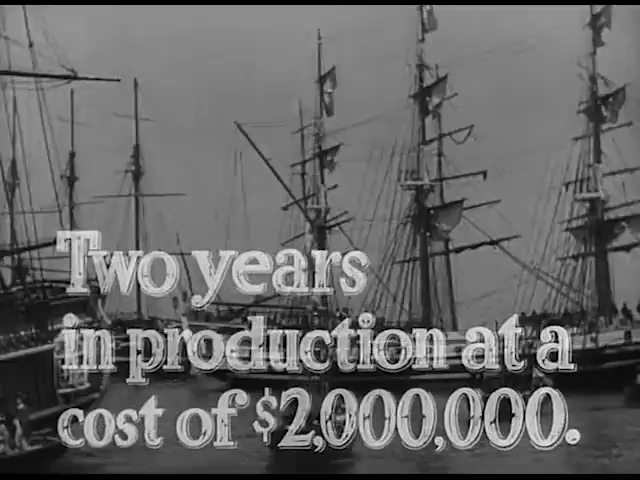 Two years
in production at a
cost of $2,000,000.